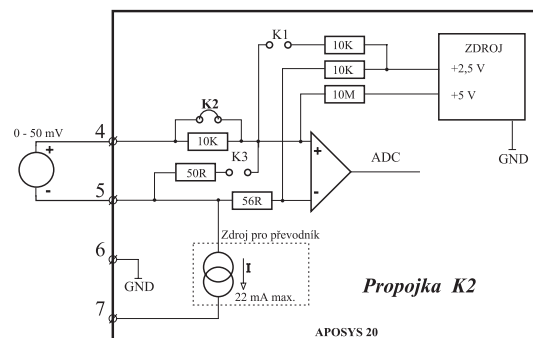 K1
10K
ZDROJ
10K
+2,5 V
K2
10M
+5 V
0 - 50 mV
4
10K
+
GND
+
K3
ADC
50R
-
-
5
56R
Zdroj pro převodník
6
I
GND
22 mA max.
Propojka K2
7
APOSYS 20